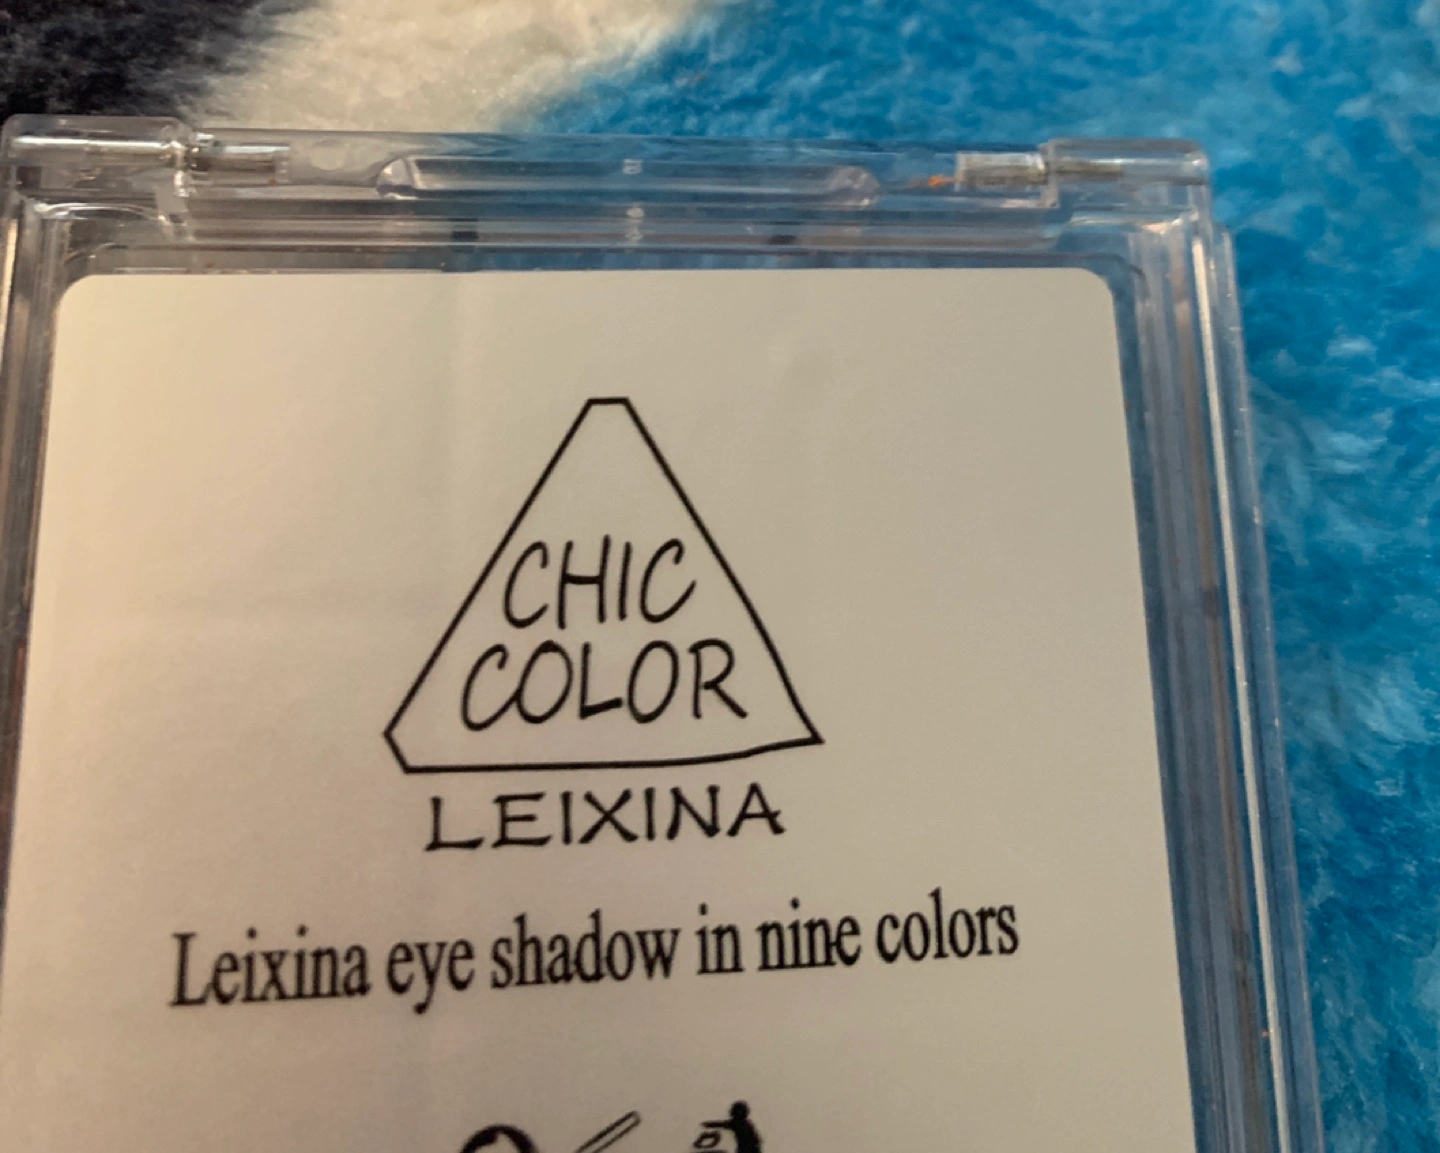 CHIC
COLOR
LEIXINA
Leixina eye shadow in nine colors